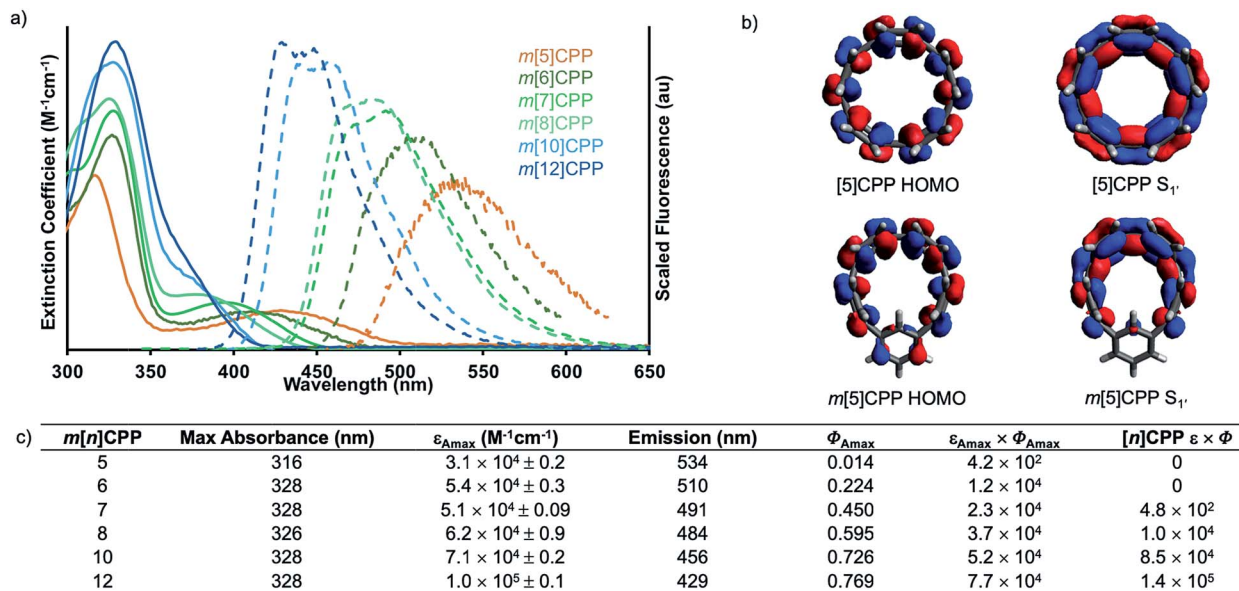 a)
Extinction Coefficient (M⁻¹cm⁻¹)
m[5]CPP
m[6]CPP
m[7]CPP
m[8]CPP
m[10]CPP
m[12]CPP
Scaled Fluorescence (au)
300 350 400 450 500 550 600 650
Wavelength (nm)
b)
[5]CPP HOMO [5]CPP S₁'
m[5]CPP HOMO m[5]CPP S₁'
c) m[n]CPP Max Absorbance (nm) εAmax (M⁻¹cm⁻¹) Emission (nm) ΦAmax εAmax × ΦAmax [n]CPP ε × Φ
5 316 3.1 × 10⁴ ± 0.2 534 0.014 4.2 × 10² 0
6 328 5.4 × 10⁴ ± 0.3 510 0.224 1.2 × 10⁴ 0
7 328 5.1 × 10⁴ ± 0.09 491 0.450 2.3 × 10⁴ 4.8 × 10²
8 326 6.2 × 10⁴ ± 0.9 484 0.595 3.7 × 10⁴ 1.0 × 10⁴
10 328 7.1 × 10⁴ ± 0.2 456 0.726 5.2 × 10⁴ 8.5 × 10⁴
12 328 1.0 × 10⁵ ± 0.1 429 0.769 7.7 × 10⁴ 1.4 × 10⁵